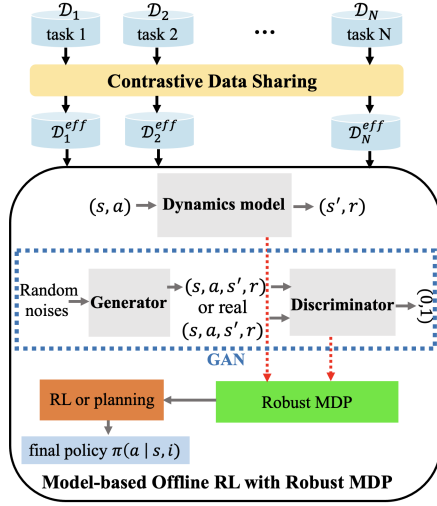 𝒟₁ 𝒟₂ 𝒟_N
task 1 task 2 ... task N
Contrastive Data Sharing
𝒟₁^{eff} 𝒟₂^{eff} 𝒟_N^{eff}
(s, a) Dynamics model (s′, r)
Random
noises
Generator
(s, a, s′, r)
or real
(s, a, s′, r)
Discriminator
(0,1)
GAN
RL or planning
Robust MDP
final policy π(a | s, i)
Model-based Offline RL with Robust MDP